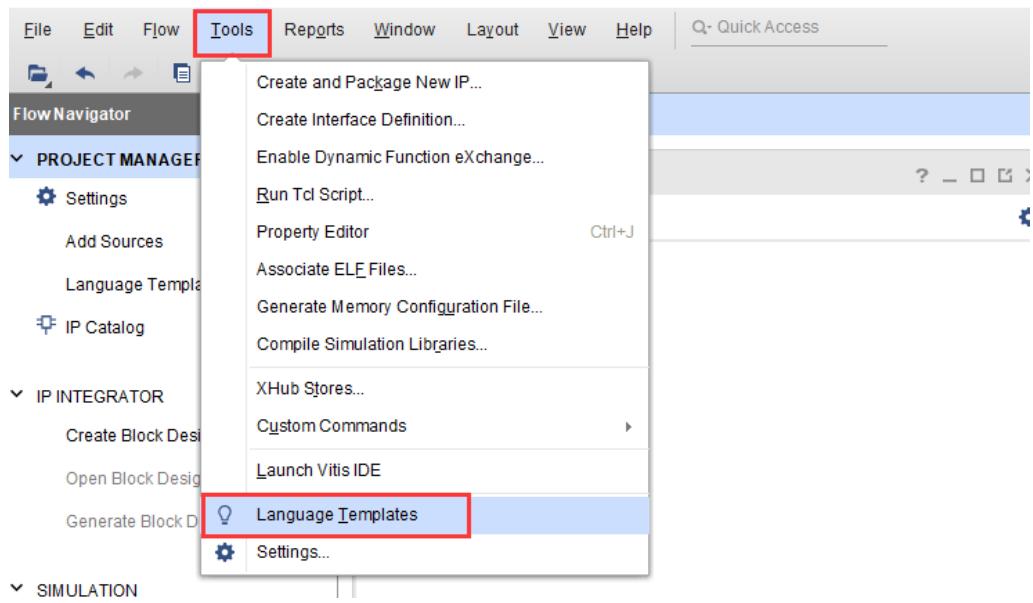 File Edit Flow Tools Reports Window Layout View Help Q- Quick Access
Flow Navigator
PROJECT MANAGER
Settings
Add Sources
Language Templa
IP Catalog
IP INTEGRATOR
Create Block Desi
Open Block Desig
Generate Block D
SIMULATION
Create and Package New IP...
Create Interface Definition...
Enable Dynamic Function eXchange...
Run Tcl Script...
Property Editor Ctrl+J
Associate ELF Files...
Generate Memory Configuration File...
Compile Simulation Libraries...
XHub Stores...
Custom Commands
Launch Vitis IDE
Language Templates
Settings...
?